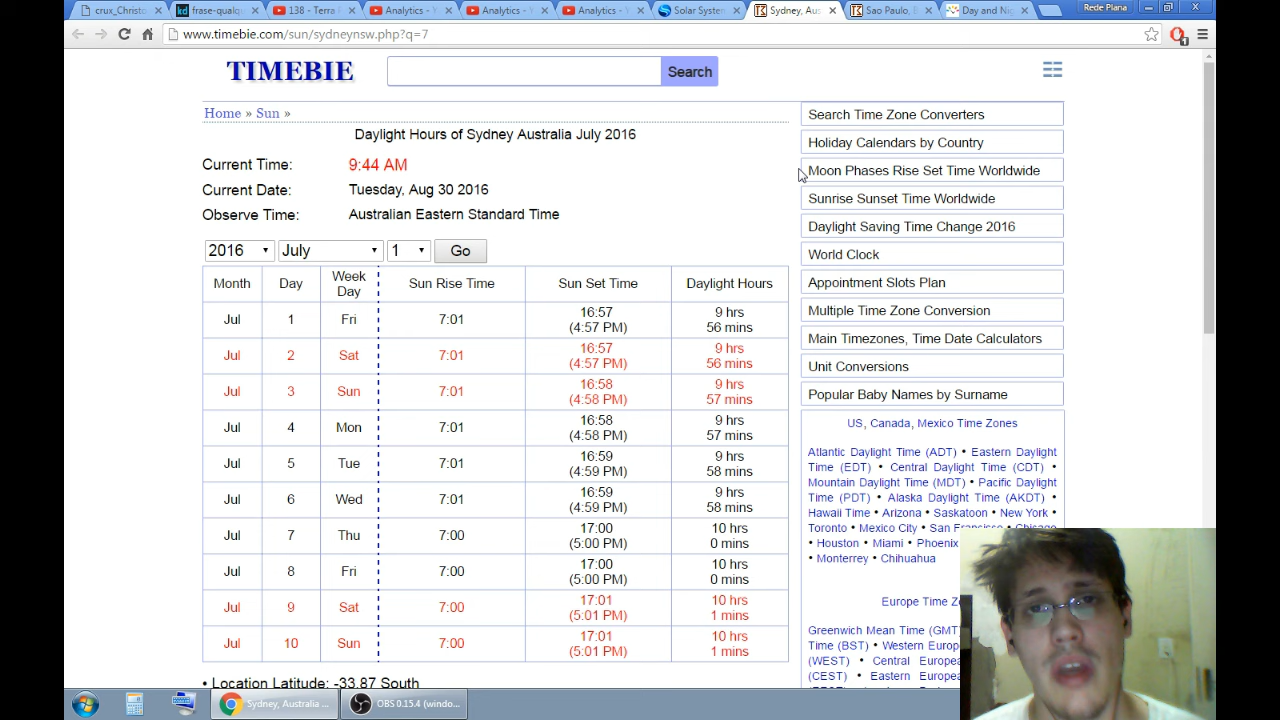 crux_Christo
frase-qualqu
138 - Terra P
Analytics - Y
Analytics - Y
Analytics - Y
Solar System
Sydney, Aus
Sao Paulo, B
Day and Nig
Rede Plana
www.timebie.com/sun/sydneynsw.php?q=7
TIMEBIE
Search
Home » Sun »
Daylight Hours of Sydney Australia July 2016
Current Time: 9:44 AM
Current Date: Tuesday, Aug 30 2016
Observe Time: Australian Eastern Standard Time
2016 July 1 Go
Month Day Week Day Sun Rise Time Sun Set Time Daylight Hours
Jul 1 Fri 7:01 16:57 (4:57 PM) 9 hrs 56 mins
Jul 2 Sat 7:01 16:57 (4:57 PM) 9 hrs 56 mins
Jul 3 Sun 7:01 16:58 (4:58 PM) 9 hrs 57 mins
Jul 4 Mon 7:01 16:58 (4:58 PM) 9 hrs 57 mins
Jul 5 Tue 7:01 16:59 (4:59 PM) 9 hrs 58 mins
Jul 6 Wed 7:01 16:59 (4:59 PM) 9 hrs 58 mins
Jul 7 Thu 7:00 17:00 (5:00 PM) 10 hrs 0 mins
Jul 8 Fri 7:00 17:00 (5:00 PM) 10 hrs 0 mins
Jul 9 Sat 7:00 17:01 (5:01 PM) 10 hrs 1 mins
Jul 10 Sun 7:00 17:01 (5:01 PM) 10 hrs 1 mins
• Location Latitude: -33.87 South
Search Time Zone Converters
Holiday Calendars by Country
Moon Phases Rise Set Time Worldwide
Sunrise Sunset Time Worldwide
Daylight Saving Time Change 2016
World Clock
Appointment Slots Plan
Multiple Time Zone Conversion
Main Timezones, Time Date Calculators
Unit Conversions
Popular Baby Names by Surname
US, Canada, Mexico Time Zones
Atlantic Daylight Time (ADT) • Eastern Daylight
Time (EDT) • Central Daylight Time (CDT) •
Mountain Daylight Time (MDT) • Pacific Daylight
Time (PDT) • Alaska Daylight Time (AKDT) •
Hawaii Time • Arizona • Saskatoon • New York •
Toronto • Mexico City • San Francisco • Chicago
• Houston • Miami • Phoenix
• Monterrey • Chihuahua
Europe Time Z
Greenwich Mean Time (GMT)
Time (BST) • Western Europ
(WEST) • Central Europea
(CEST) • Eastern Europea
Sydney, Australia ...
OBS 0.15.4 (windo...